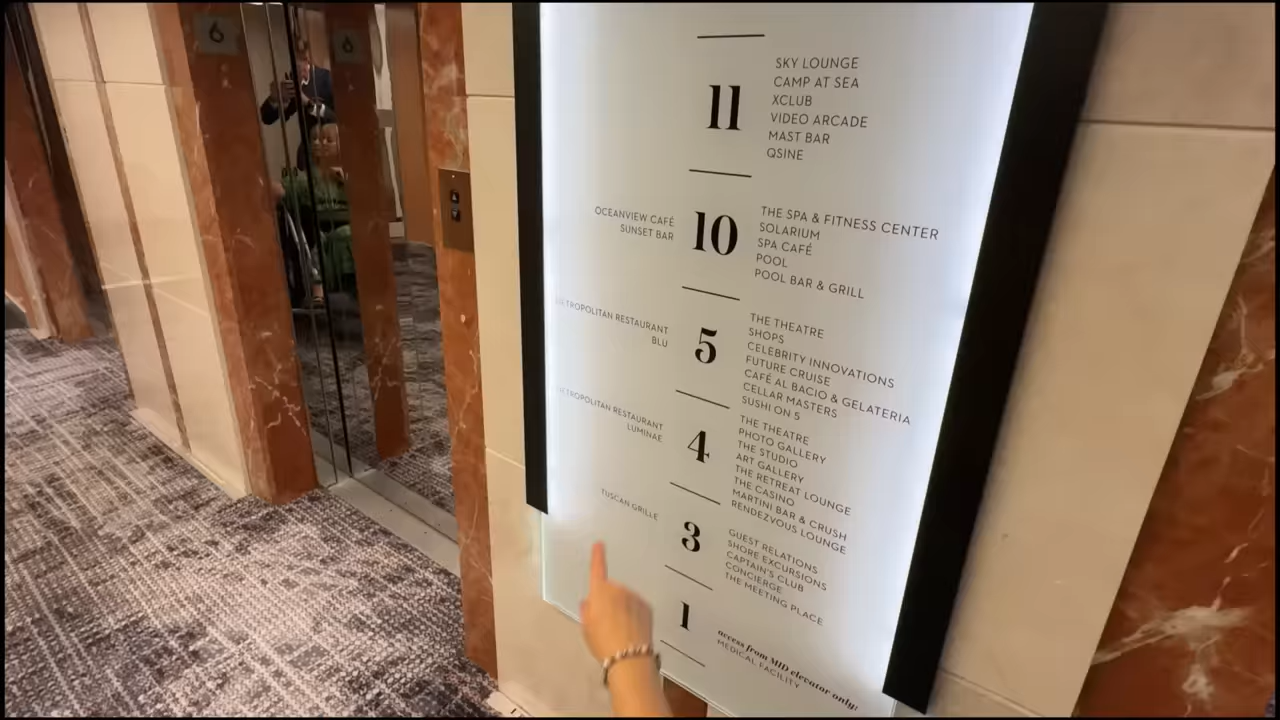 6
6
11
SKY LOUNGE
CAMP AT SEA
XCLUB
VIDEO ARCADE
MAST BAR
QSINE
OCEANVIEW CAFÉ
SUNSET BAR
10
THE SPA & FITNESS CENTER
SOLARIUM
SPA CAFÉ
POOL
POOL BAR & GRILL
METROPOLITAN RESTAURANT
BLU
5
THE THEATRE
SHOPS
CELEBRITY INNOVATIONS
FUTURE CRUISE
CAFÉ AL BACIO & GELATERIA
CELLAR MASTERS
SUSHI ON 5
METROPOLITAN RESTAURANT
LUMINAE
4
THE THEATRE
PHOTO GALLERY
THE STUDIO
ART GALLERY
THE RETREAT LOUNGE
THE CASINO
MARTINI BAR & CRUSH
RENDEZVOUS LOUNGE
TUSCAN GRILLE
3
GUEST RELATIONS
SHORE EXCURSIONS
CAPTAIN'S CLUB
CONCIERGE
THE MEETING PLACE
1
access from MID elevator only:
MEDICAL FACILITY